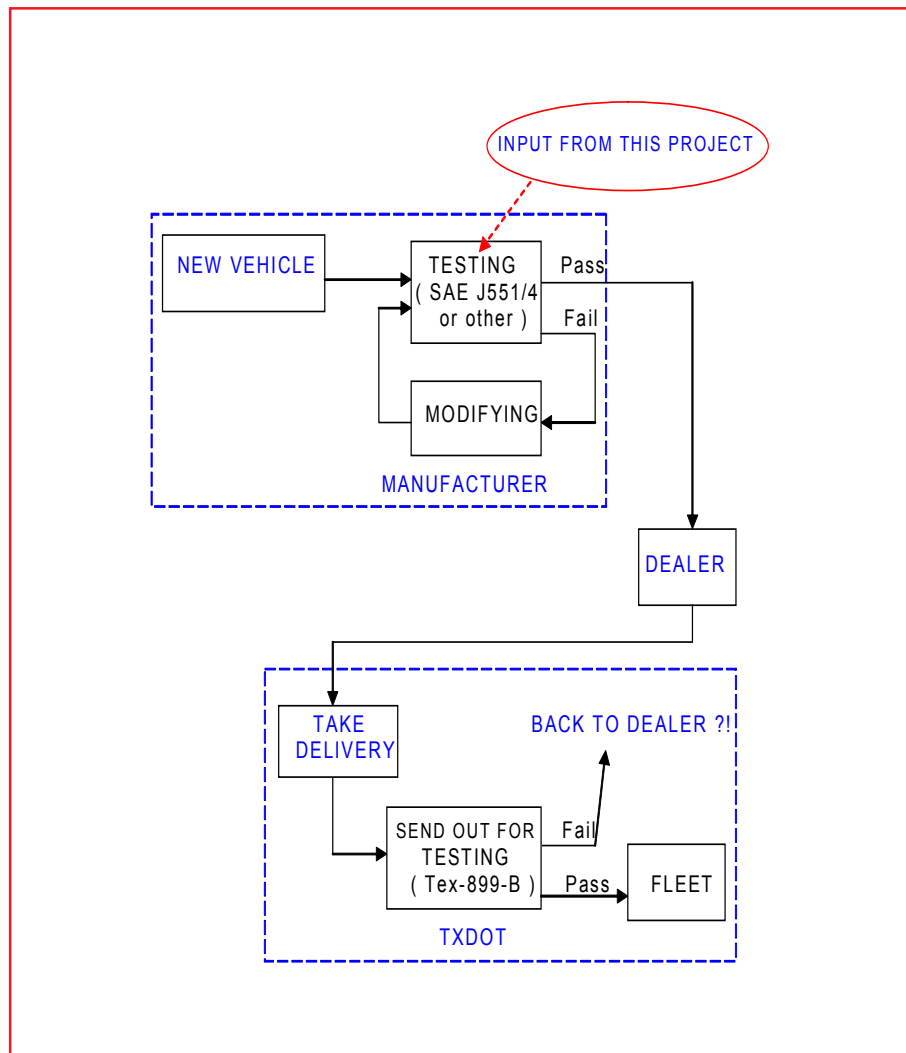 INPUT FROM THIS PROJECT
NEW VEHICLE
TESTING
( SAE J551/4
or other )
Pass
Fail
MODIFYING
MANUFACTURER
DEALER
TAKE
DELIVERY
BACK TO DEALER ?!
SEND OUT FOR
TESTING
( Tex-899-B )
Fail
Pass
FLEET
TXDOT